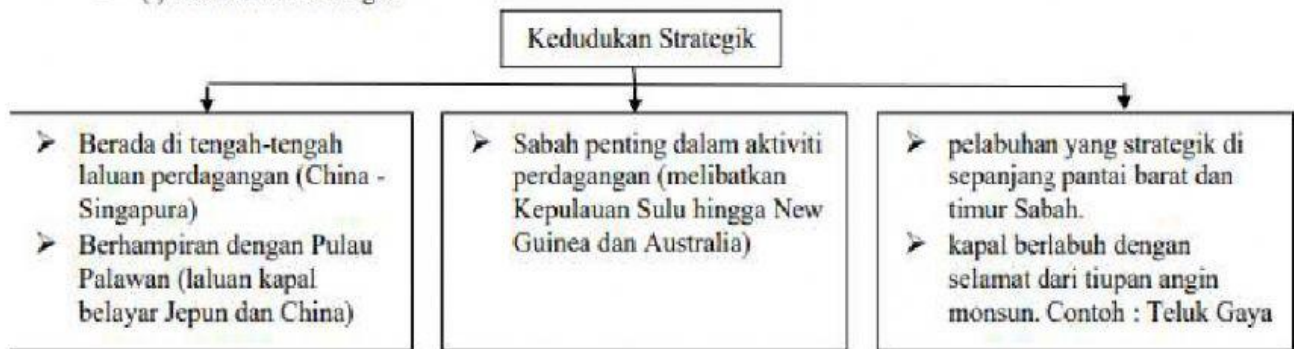 Kedudukan Strategik
➤ Berada di tengah-tengah
laluan perdagangan (China -
Singapura)
➤ Berhampiran dengan Pulau
Palawan (laluan kapal
belayar Jepun dan China)
➤ Sabah penting dalam aktiviti
perdagangan (melibatkan
Kepulauan Sulu hingga New
Guinea dan Australia)
➤ pelabuhan yang strategik di
sepanjang pantai barat dan
timur Sabah.
➤ kapal berlabuh dengan
selamat dari tiupan angin
monsun. Contoh : Teluk Gaya